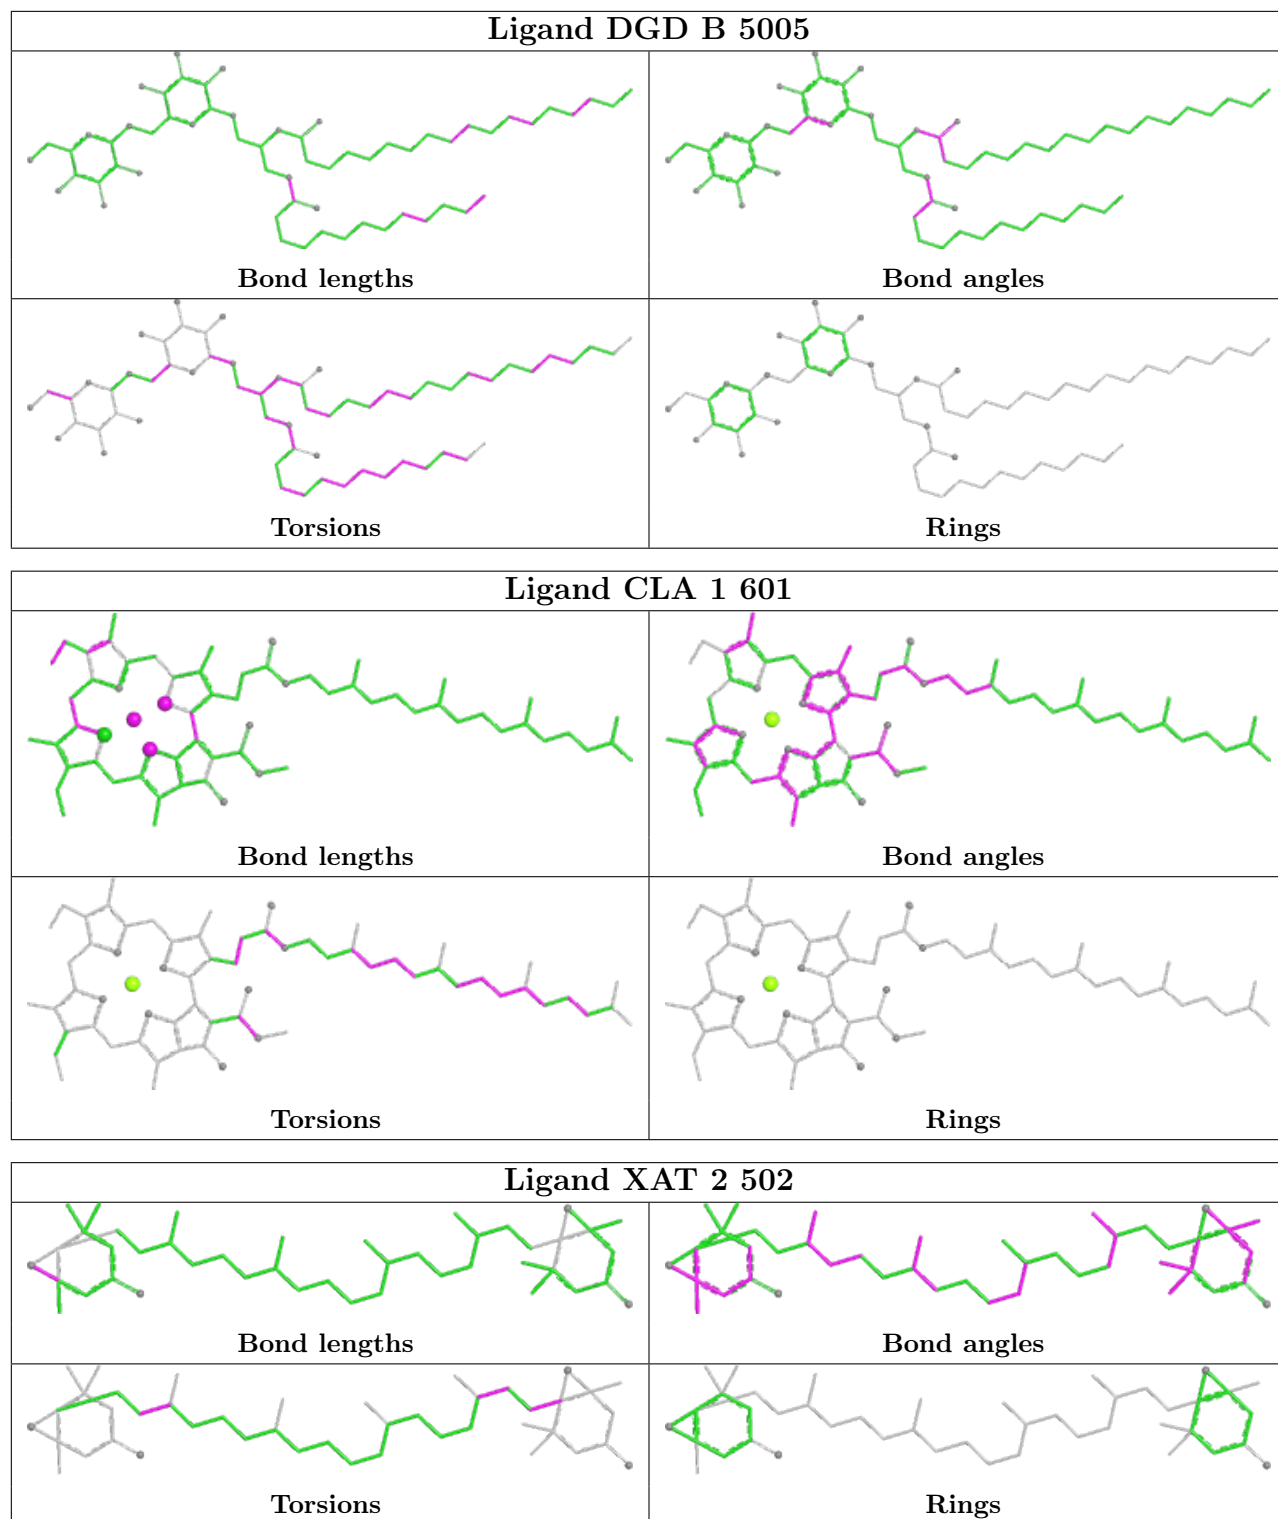 Ligand DGD B 5005
Bond lengths
Bond angles
Torsions
Rings
Ligand CLA 1 601
Bond lengths
Bond angles
Torsions
Rings
Ligand XAT 2 502
Bond lengths
Bond angles
Torsions
Rings